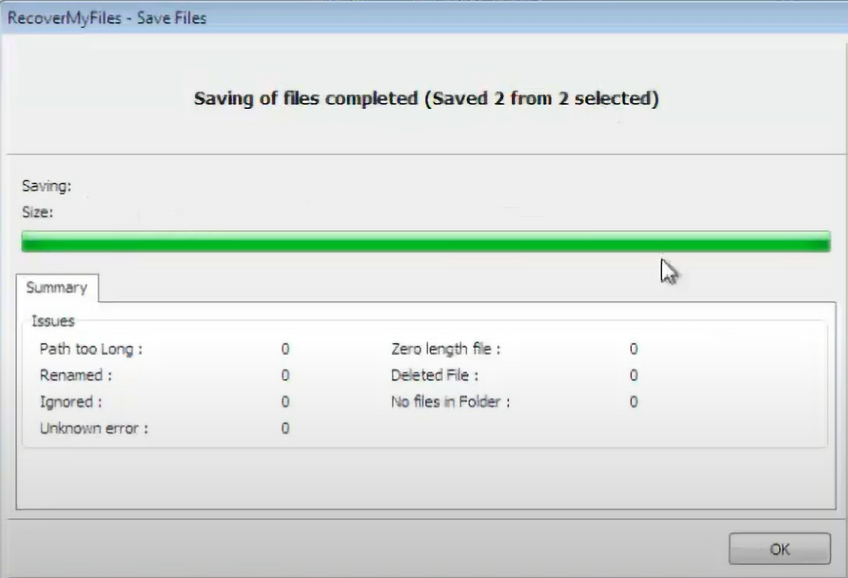 RecoverMyFiles - Save Files
Saving of files completed (Saved 2 from 2 selected)
Saving:
Size:
Summary
Issues
Path too Long : 0 Zero length file : 0
Renamed : 0 Deleted File : 0
Ignored : 0 No files in Folder : 0
Unknown error : 0
OK